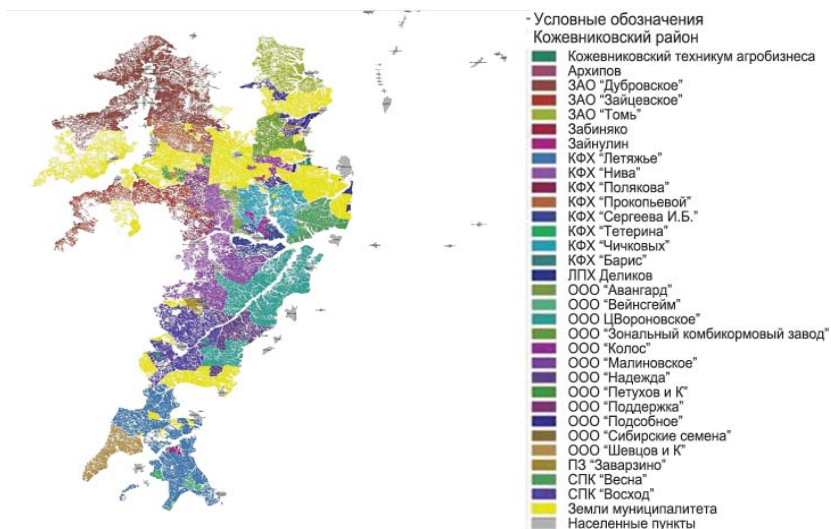 Условные обозначения
Кожевниковский район
Кожевниковский техникум агробизнеса
Архипов
ЗАО "Дубровское"
ЗАО "Зайцевское"
ЗАО "Томь"
Забиняко
Зайнулин
КФХ "Летяжье"
КФХ "Нива"
КФХ "Полякова"
КФХ "Прокопьевой"
КФХ "Сергеева И.Б."
КФХ "Тетерина"
КФХ "Чичковых"
КФХ "Барис"
ЛПХ Деликов
ООО "Авангард"
ООО "Вейнсгейм"
ООО ЦВороновское"
ООО "Зональный комбикормовый завод"
ООО "Колос"
ООО "Малиновское"
ООО "Надежда"
ООО "Петухов и К"
ООО "Поддержка"
ООО "Подсобное"
ООО "Сибирские семена"
ООО "Шевцов и К"
ПЗ "Заварзино"
СПК "Весна"
СПК "Восход"
Земли муниципалитета
Населенные пункты